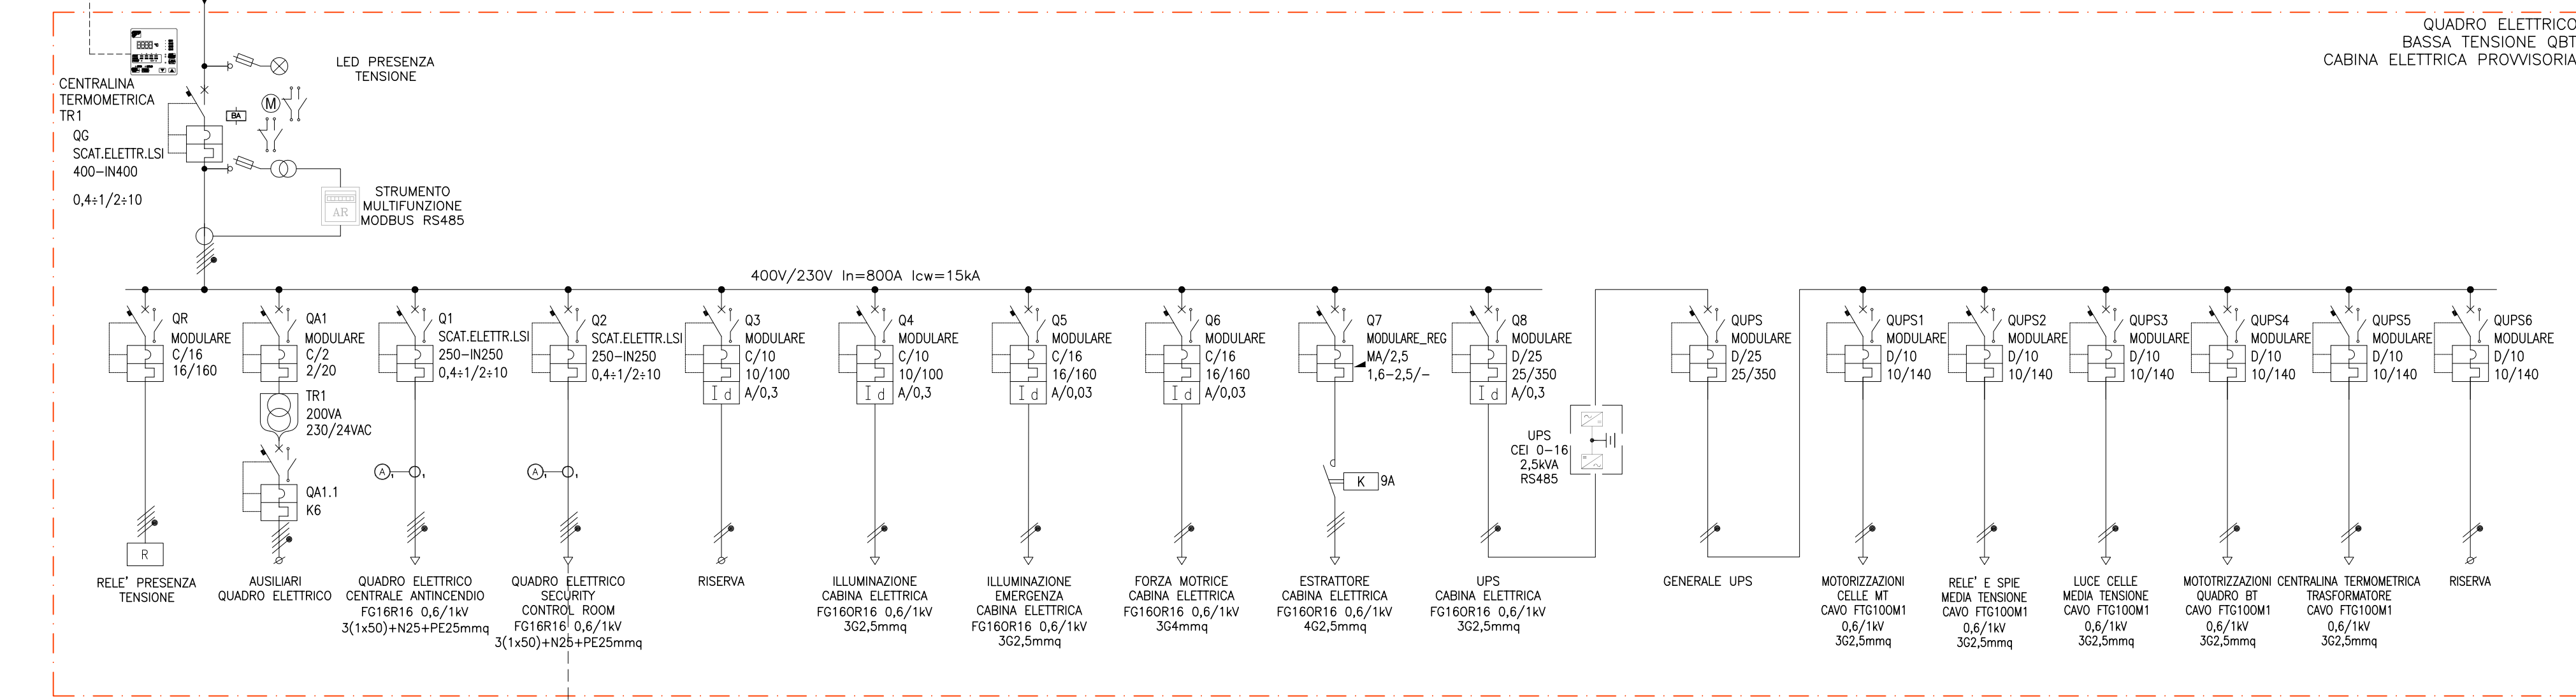 QUADRO ELETTRICO
BASSA TENSIONE QBT
CABINA ELETTRICA PROVVISORIA
LED PRESENZA
TENSIONE
CENTRALINA
TERMOMETRICA
TR1
QG
SCAT.ELETTR.LSI
400-IN400
0,4÷1/2÷10
BA
M
STRUMENTO
MULTIFUNZIONE
MODBUS RS485
AR
400V/230V In=800A Icw=15kA
QR
MODULARE
C/16
16/160
R
RELE' PRESENZA
TENSIONE
QA1
MODULARE
C/2
2/20
TR1
200VA
230/24VAC
QA1.1
K6
AUSILIARI
QUADRO ELETTRICO
Q1
SCAT.ELETTR.LSI
250-IN250
0,4÷1/2÷10
A
QUADRO ELETTRICO
CENTRALE ANTINCENDIO
FG16R16 0,6/1kV
3(1x50)+N25+PE25mmq
Q2
SCAT.ELETTR.LSI
250-IN250
0,4÷1/2÷10
A
QUADRO ELETTRICO
SECURITY
CONTROL ROOM
FG16R16 0,6/1kV
3(1x50)+N25+PE25mmq
Q3
MODULARE
C/10
10/100
Id A/0,3
RISERVA
Q4
MODULARE
C/10
10/100
Id A/0,3
ILLUMINAZIONE
CABINA ELETTRICA
FG16OR16 0,6/1kV
3G2,5mmq
Q5
MODULARE
C/16
16/160
Id A/0,03
ILLUMINAZIONE
EMERGENZA
CABINA ELETTRICA
FG16OR16 0,6/1kV
3G2,5mmq
Q6
MODULARE
C/16
16/160
Id A/0,03
FORZA MOTRICE
CABINA ELETTRICA
FG16OR16 0,6/1kV
3G4mmq
Q7
MODULARE_REG
MA/2,5
1,6-2,5/-
K 9A
ESTRATTORE
CABINA ELETTRICA
FG16OR16 0,6/1kV
4G2,5mmq
Q8
MODULARE
D/25
25/350
Id A/0,3
UPS
CABINA ELETTRICA
FG16OR16 0,6/1kV
3G2,5mmq
UPS
CEI 0-16
2,5kVA
RS485
QUPS
MODULARE
D/25
25/350
GENERALE UPS
QUPS1
MODULARE
D/10
10/140
MOTORIZZAZIONI
CELLE MT
CAVO FTG10OM1
0,6/1kV
3G2,5mmq
QUPS2
MODULARE
D/10
10/140
RELE' E SPIE
MEDIA TENSIONE
CAVO FTG10OM1
0,6/1kV
3G2,5mmq
QUPS3
MODULARE
D/10
10/140
LUCE CELLE
MEDIA TENSIONE
CAVO FTG10OM1
0,6/1kV
3G2,5mmq
QUPS4
MODULARE
D/10
10/140
MOTOTRIZZAZIONI
QUADRO BT
CAVO FTG10OM1
0,6/1kV
3G2,5mmq
QUPS5
MODULARE
D/10
10/140
CENTRALINA TERMOMETRICA
TRASFORMATORE
CAVO FTG10OM1
0,6/1kV
3G2,5mmq
QUPS6
MODULARE
D/10
10/140
RISERVA